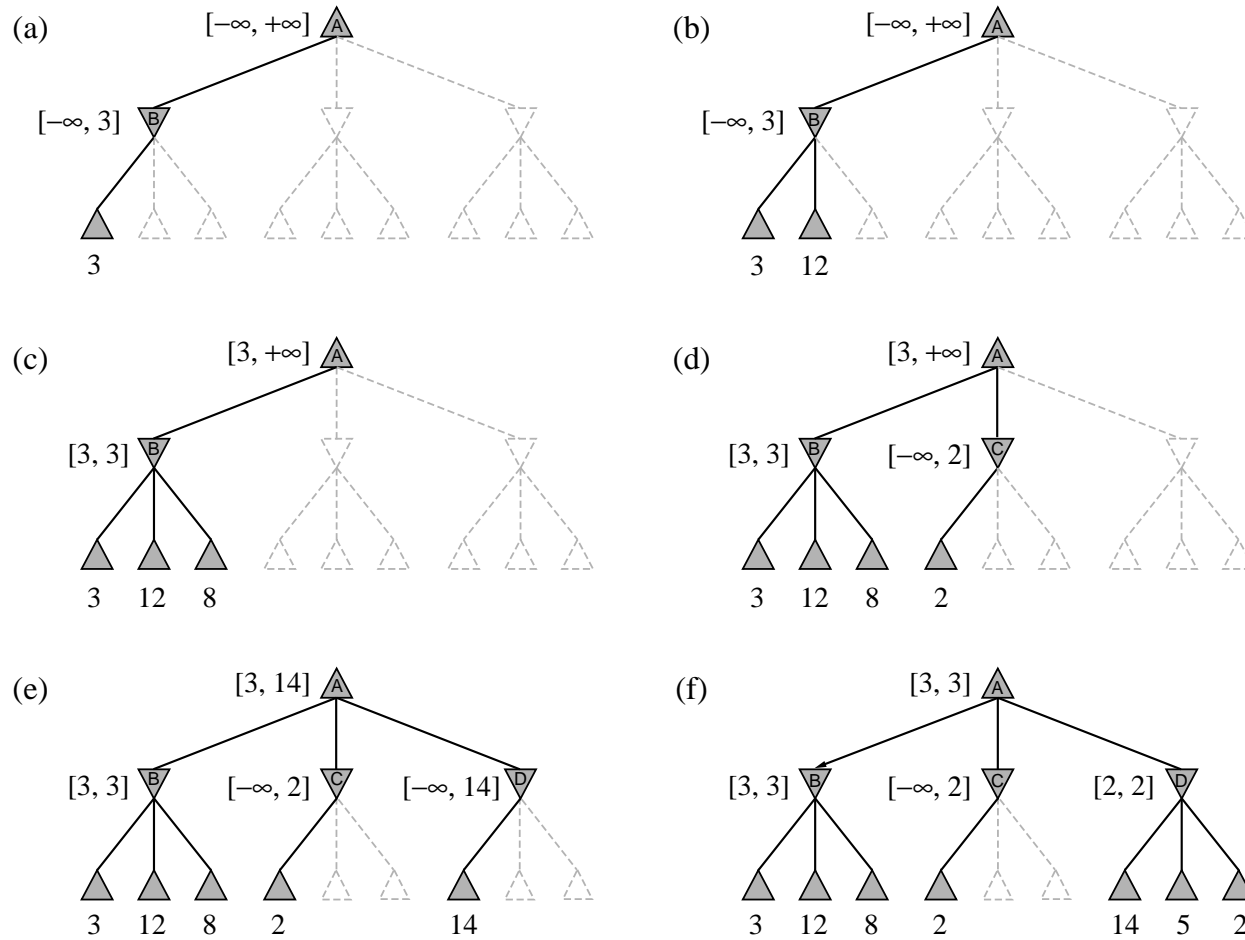 (a) [−∞, +∞] A (b) [−∞, +∞] A
[−∞, 3] B [−∞, 3] B
3 3 12
(c) [3, +∞] A (d) [3, +∞] A
[3, 3] B [3, 3] B [−∞, 2] C
3 12 8 3 12 8 2
(e) [3, 14] A (f) [3, 3] A
[3, 3] B [−∞, 2] C [−∞, 14] D [3, 3] B [−∞, 2] C [2, 2] D
3 12 8 2 14 3 12 8 2 14 5 2